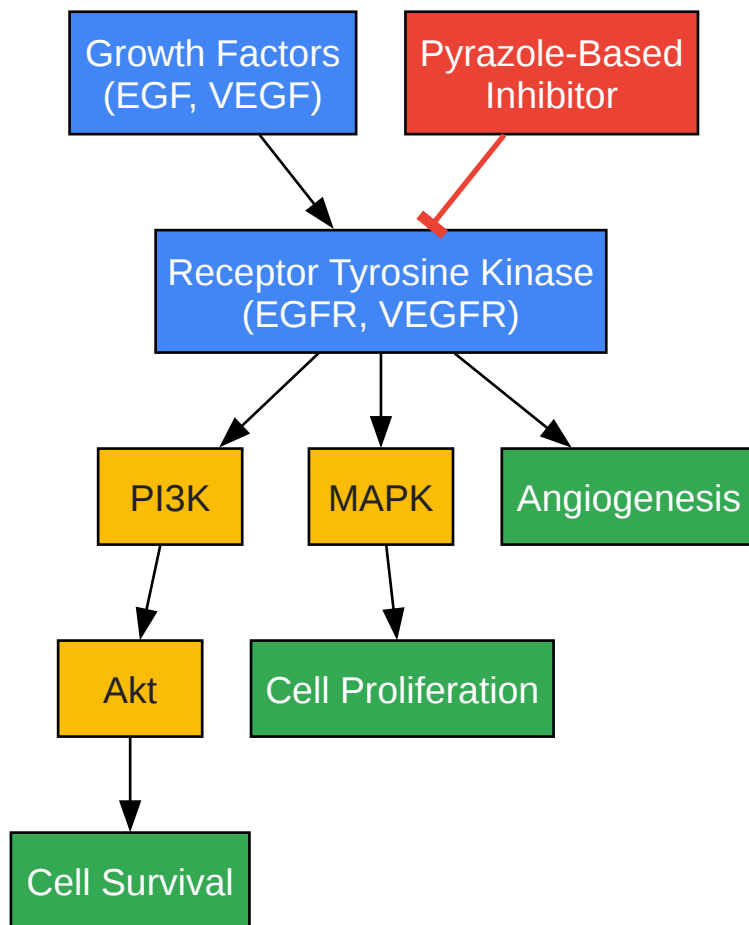 Growth Factors
(EGF, VEGF)
Pyrazole-Based
Inhibitor
Receptor Tyrosine Kinase
(EGFR, VEGFR)
PI3K
MAPK
Angiogenesis
Akt
Cell Proliferation
Cell Survival